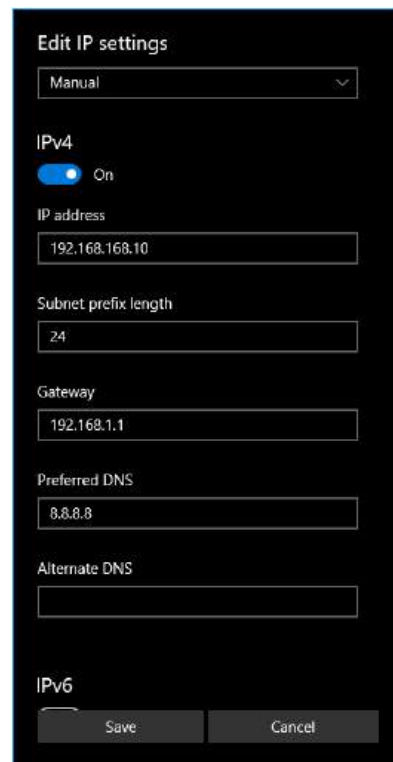 Edit IP settings
Manual
IPv4
On
IP address
192.168.168.10
Subnet prefix length
24
Gateway
192.168.1.1
Preferred DNS
8.8.8.8
Alternate DNS
IPv6
Save Cancel